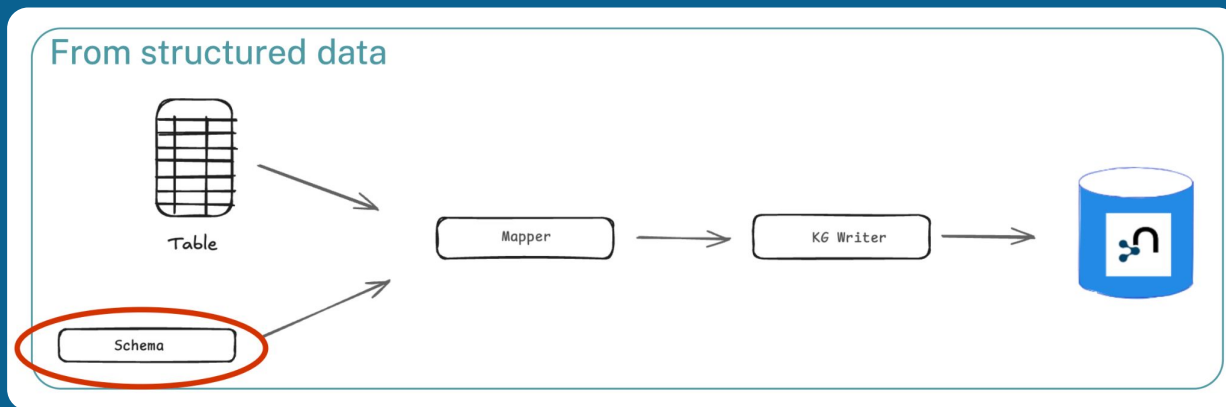 From structured data
Table
Mapper
KG Writer
Schema